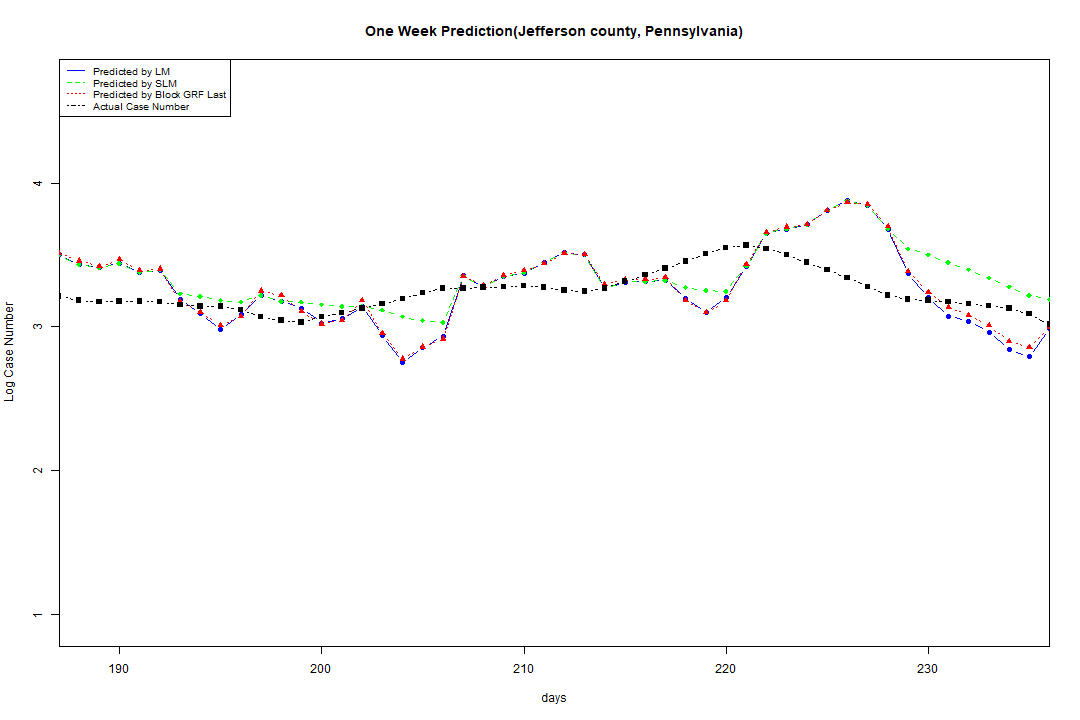 One Week Prediction(Jefferson county, Pennsylvania)
Predicted by LM
Predicted by SLM
Predicted by Block GRF Last
Actual Case Number
4
3
2
1
Log Case Number
190
200
210
220
230
days